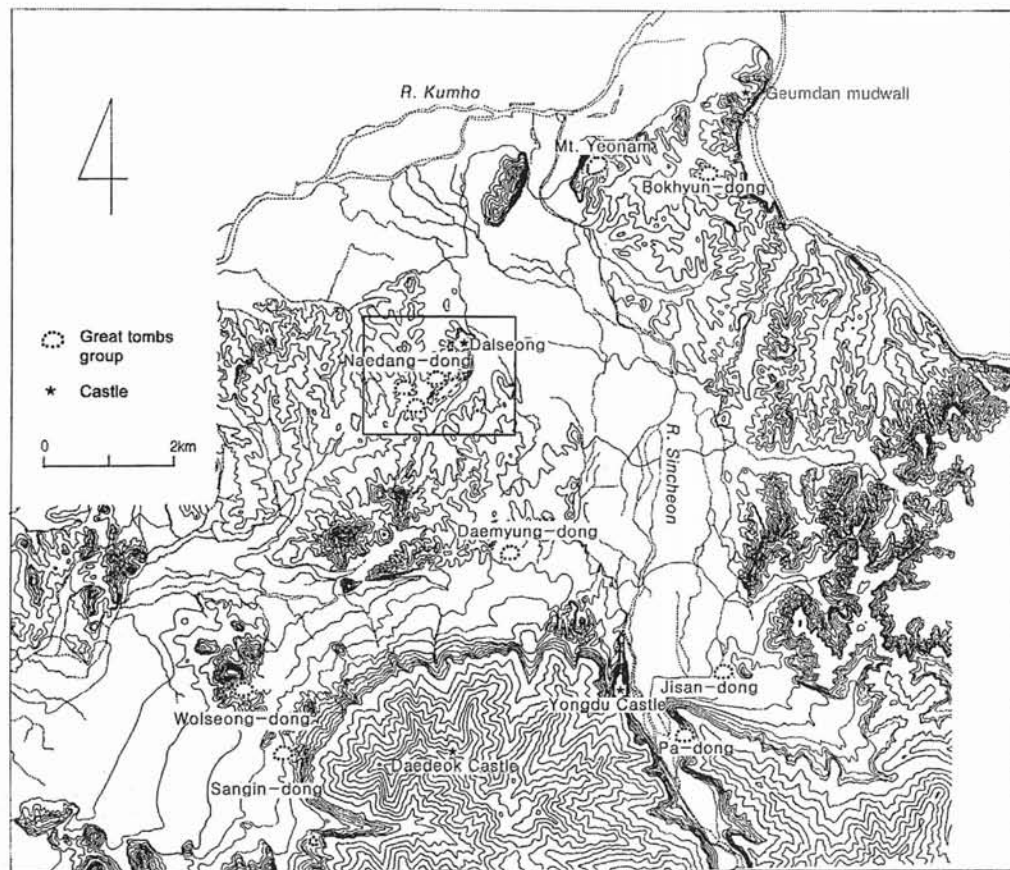 R. Kumho
Geumdan mudwall
Mt. Yeonam
Bokhyun-dong
Dalseong
Naedang-dong
Great tombs
group
Castle
0 2km
R. Sincheon
Daemyung-dong
Jisan-dong
Yongdu Castle
Wolseong-dong
Pa-dong
Daedeok Castle
Sangin-dong